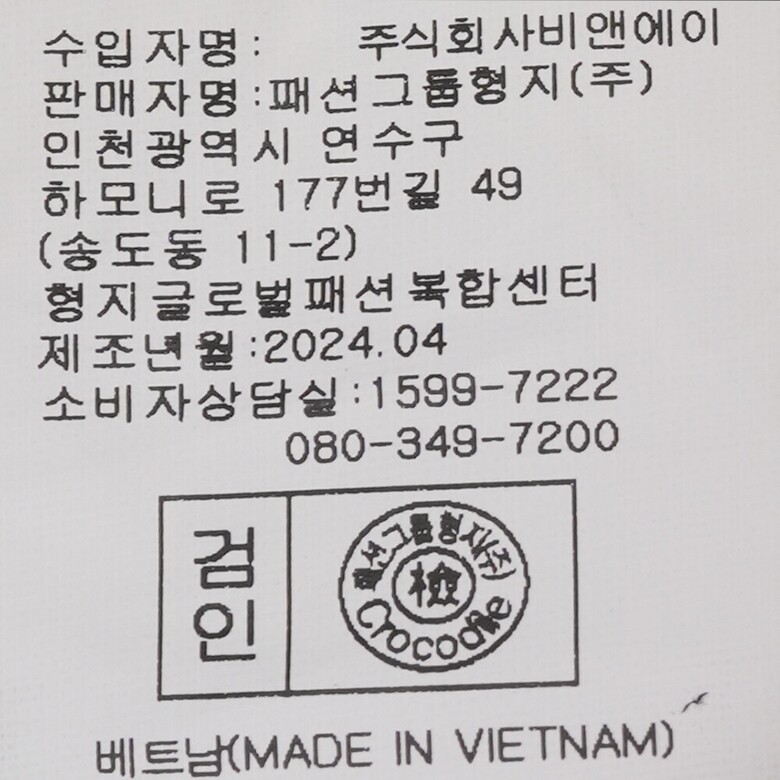 수입자명: 주식회사비앤에이
판매자명:패션그룹형지(주)
인천광역시 연수구
하모니로 177번길 49
(송도동 11-2)
형지글로벌패션복합센터
제조년월:2024.04
소비자상담실:1599-7222
080-349-7200
검인
패션그룹형지(주)
檢
Crocodile
베트남(MADE IN VIETNAM)